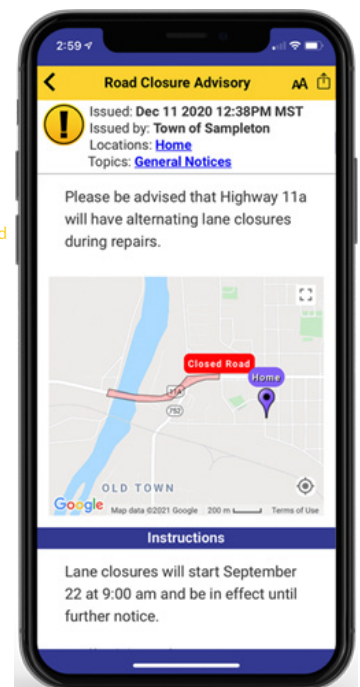 2:59
Road Closure Advisory AA
Issued: Dec 11 2020 12:38PM MST
Issued by: Town of Sampleton
Locations: Home
Topics: General Notices
Please be advised that Highway 11a
will have alternating lane closures
during repairs.
Closed Road
Home
11A
752
OLD TOWN
Google Map data ©2021 Google 200 m Terms of Use
Instructions
Lane closures will start September
22 at 9:00 am and be in effect until
further notice.